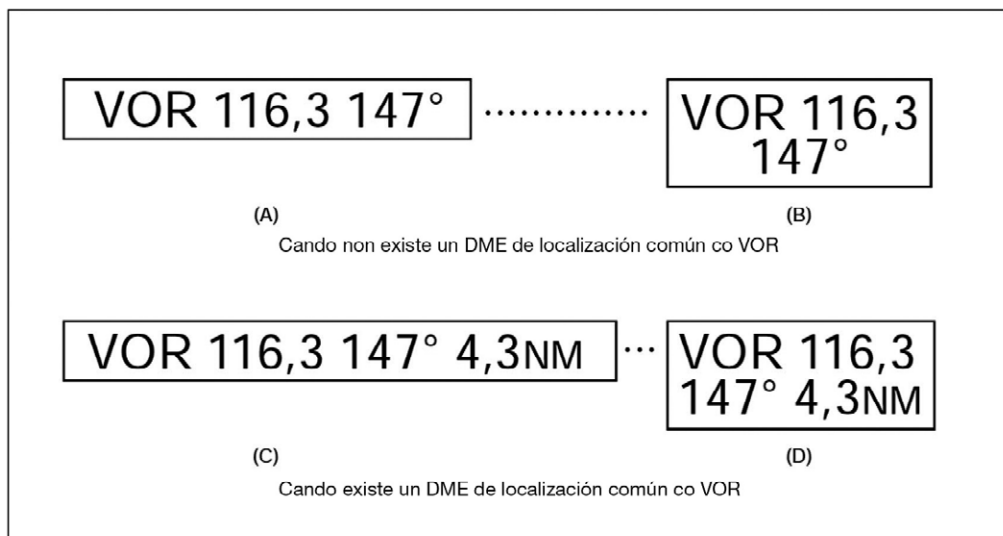 VOR 116,3 147°
VOR 116,3
147°
(A)
(B)
Cando non existe un DME de localización común co VOR
VOR 116,3 147° 4,3NM
VOR 116,3
147° 4,3NM
(C)
(D)
Cando existe un DME de localización común co VOR